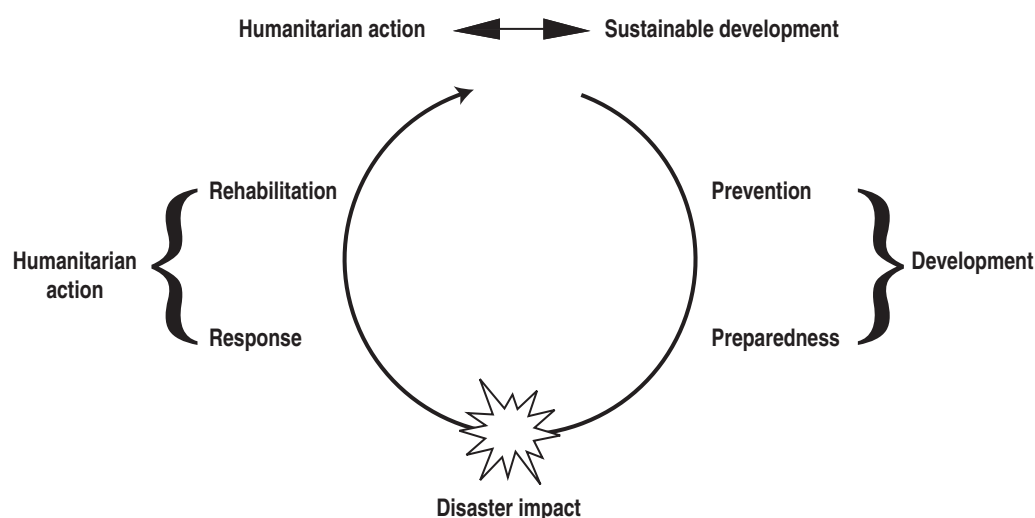 Humanitarian action Sustainable development
Rehabilitation Prevention
Humanitarian
action
Development
Response Preparedness
Disaster impact